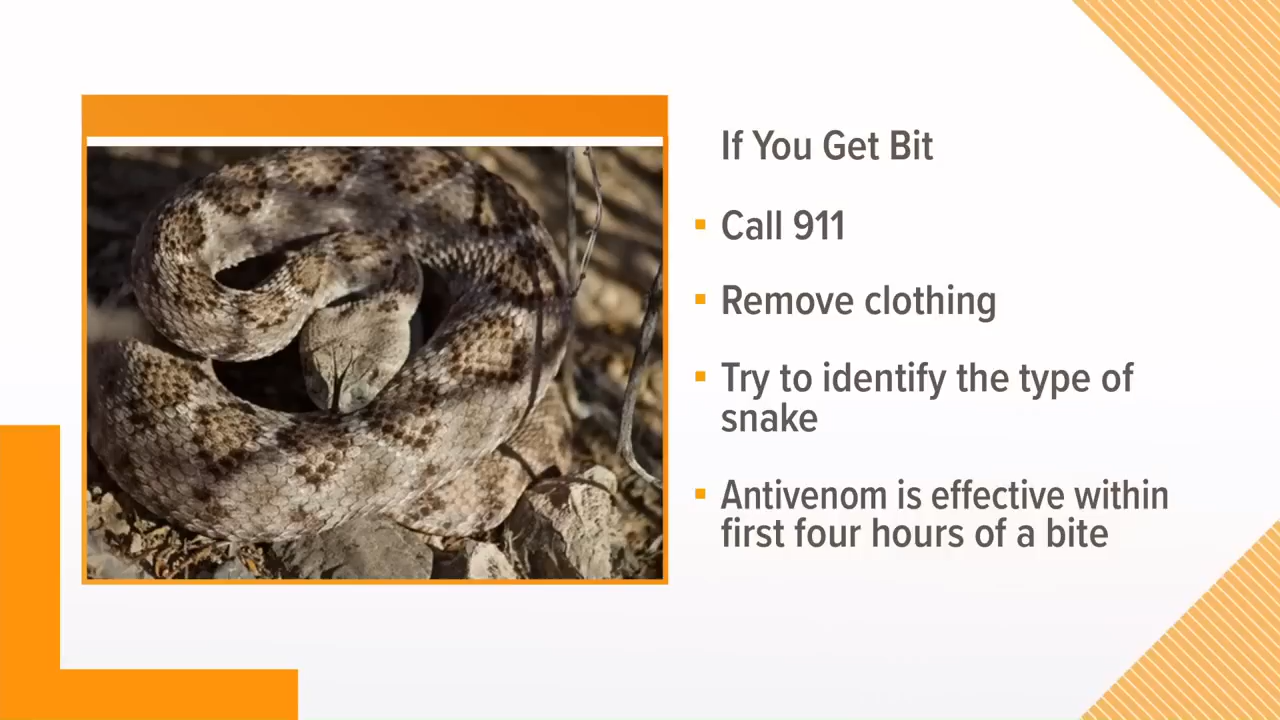 If You Get Bit
Call 911
Remove clothing
Try to identify the type of
snake
Antivenom is effective within
first four hours of a bite